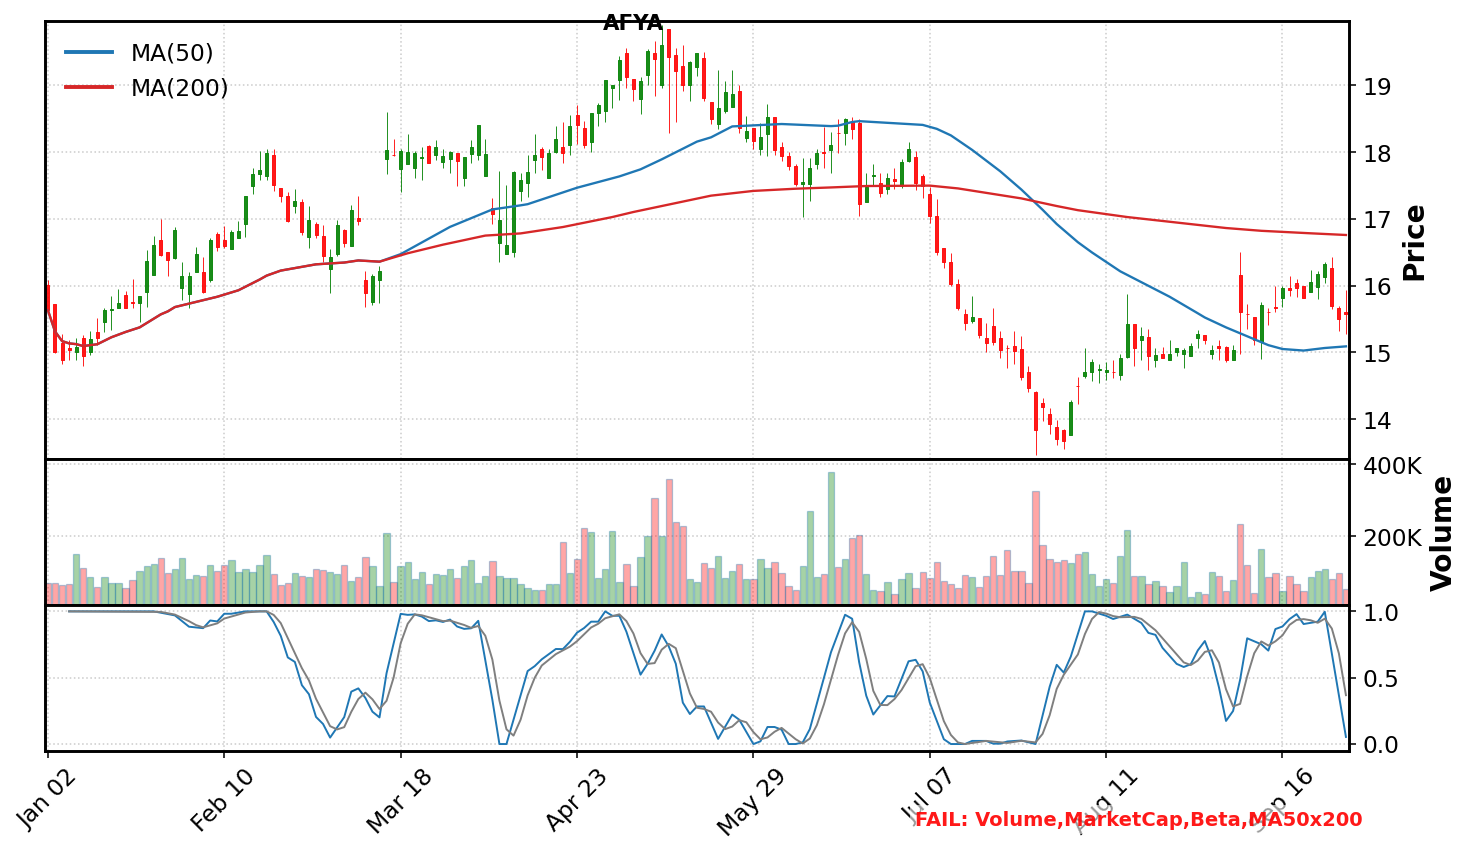 AFYA
MA(50)
MA(200)
19
18
17
16
15
14
Price
400K
200K
Volume
1.0
0.5
0.0
Jan 02
Feb 10
Mar 18
Apr 23
May 29
Jul 07
Aug 11
Sep 16
FAIL: Volume,MarketCap,Beta,MA50x200